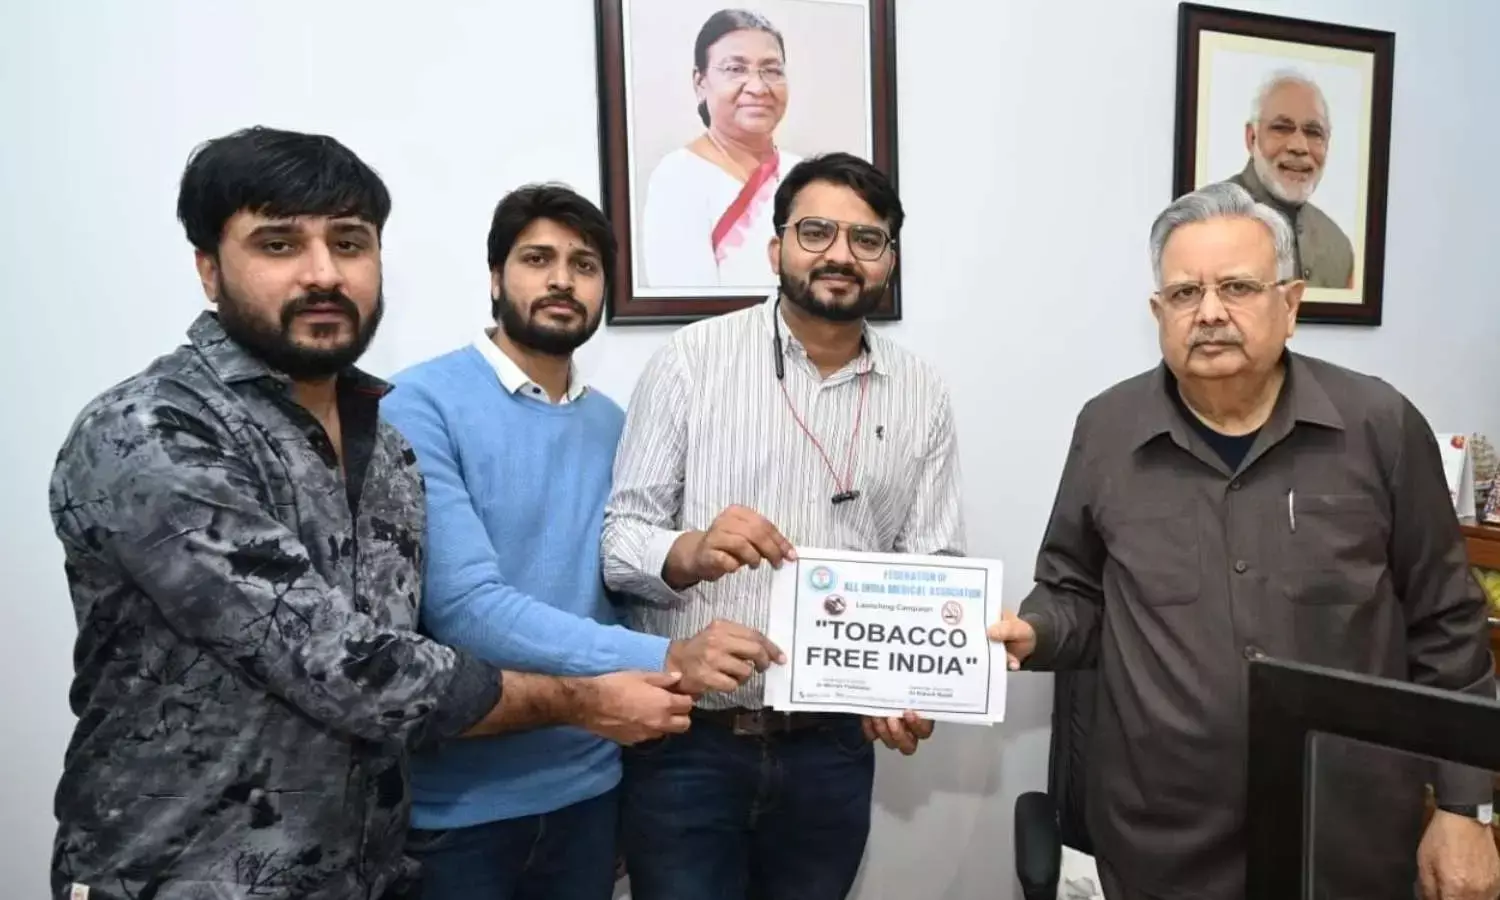 FEDERATION OF
ALL INDIA MEDICAL ASSOCIATION
Launching Campaign
"TOBACCO
FREE INDIA"